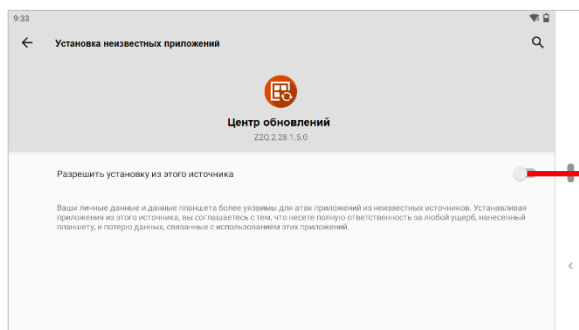 9:33
Установка неизвестных приложений
Центр обновлений
Z2Q.2.28.1.5.0
Разрешить установку из этого источника
Ваши личные данные и данные планшета более уязвимы для атак приложений из неизвестных источников. Устанавливая
приложения из этого источника, вы соглашаетесь с тем, что несете полную ответственность за любой ущерб, нанесенный
планшету, и потерю данных, связанные с использованием этих приложений.